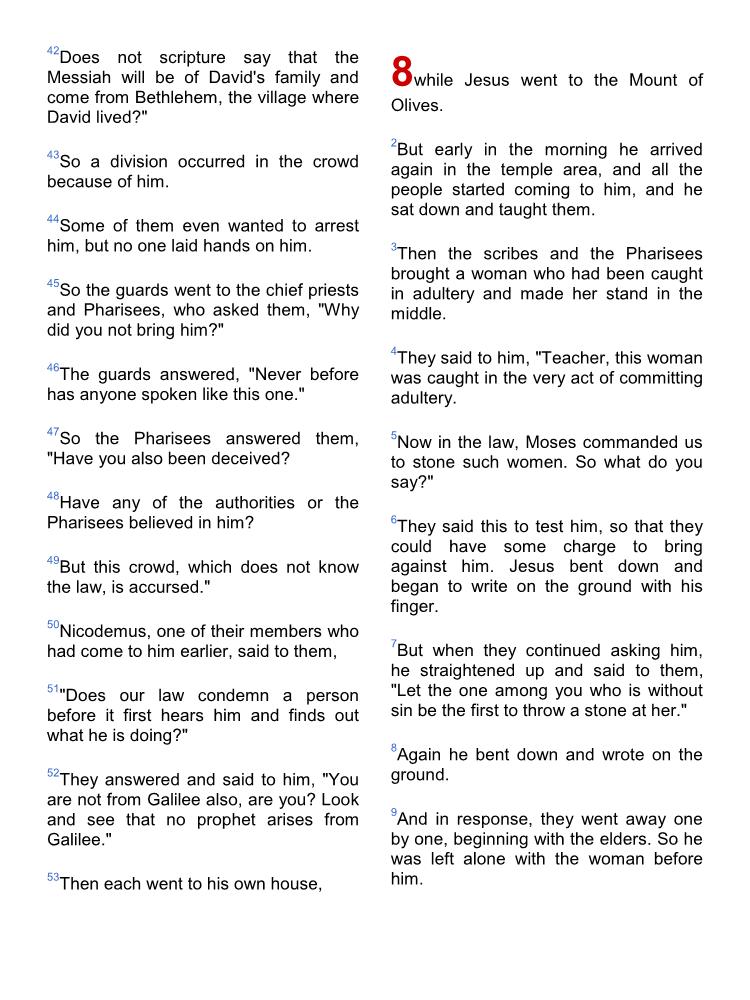 42Does not scripture say that the
Messiah will be of David's family and
come from Bethlehem, the village where
David lived?"
43So a division occurred in the crowd
because of him.
44Some of them even wanted to arrest
him, but no one laid hands on him.
45So the guards went to the chief priests
and Pharisees, who asked them, "Why
did you not bring him?"
46The guards answered, "Never before
has anyone spoken like this one."
47So the Pharisees answered them,
"Have you also been deceived?
48Have any of the authorities or the
Pharisees believed in him?
49But this crowd, which does not know
the law, is accursed."
50Nicodemus, one of their members who
had come to him earlier, said to them,
51"Does our law condemn a person
before it first hears him and finds out
what he is doing?"
52They answered and said to him, "You
are not from Galilee also, are you? Look
and see that no prophet arises from
Galilee."
53Then each went to his own house,
8while Jesus went to the Mount of
Olives.
2But early in the morning he arrived
again in the temple area, and all the
people started coming to him, and he
sat down and taught them.
3Then the scribes and the Pharisees
brought a woman who had been caught
in adultery and made her stand in the
middle.
4They said to him, "Teacher, this woman
was caught in the very act of committing
adultery.
5Now in the law, Moses commanded us
to stone such women. So what do you
say?"
6They said this to test him, so that they
could have some charge to bring
against him. Jesus bent down and
began to write on the ground with his
finger.
7But when they continued asking him,
he straightened up and said to them,
"Let the one among you who is without
sin be the first to throw a stone at her."
8Again he bent down and wrote on the
ground.
9And in response, they went away one
by one, beginning with the elders. So he
was left alone with the woman before
him.